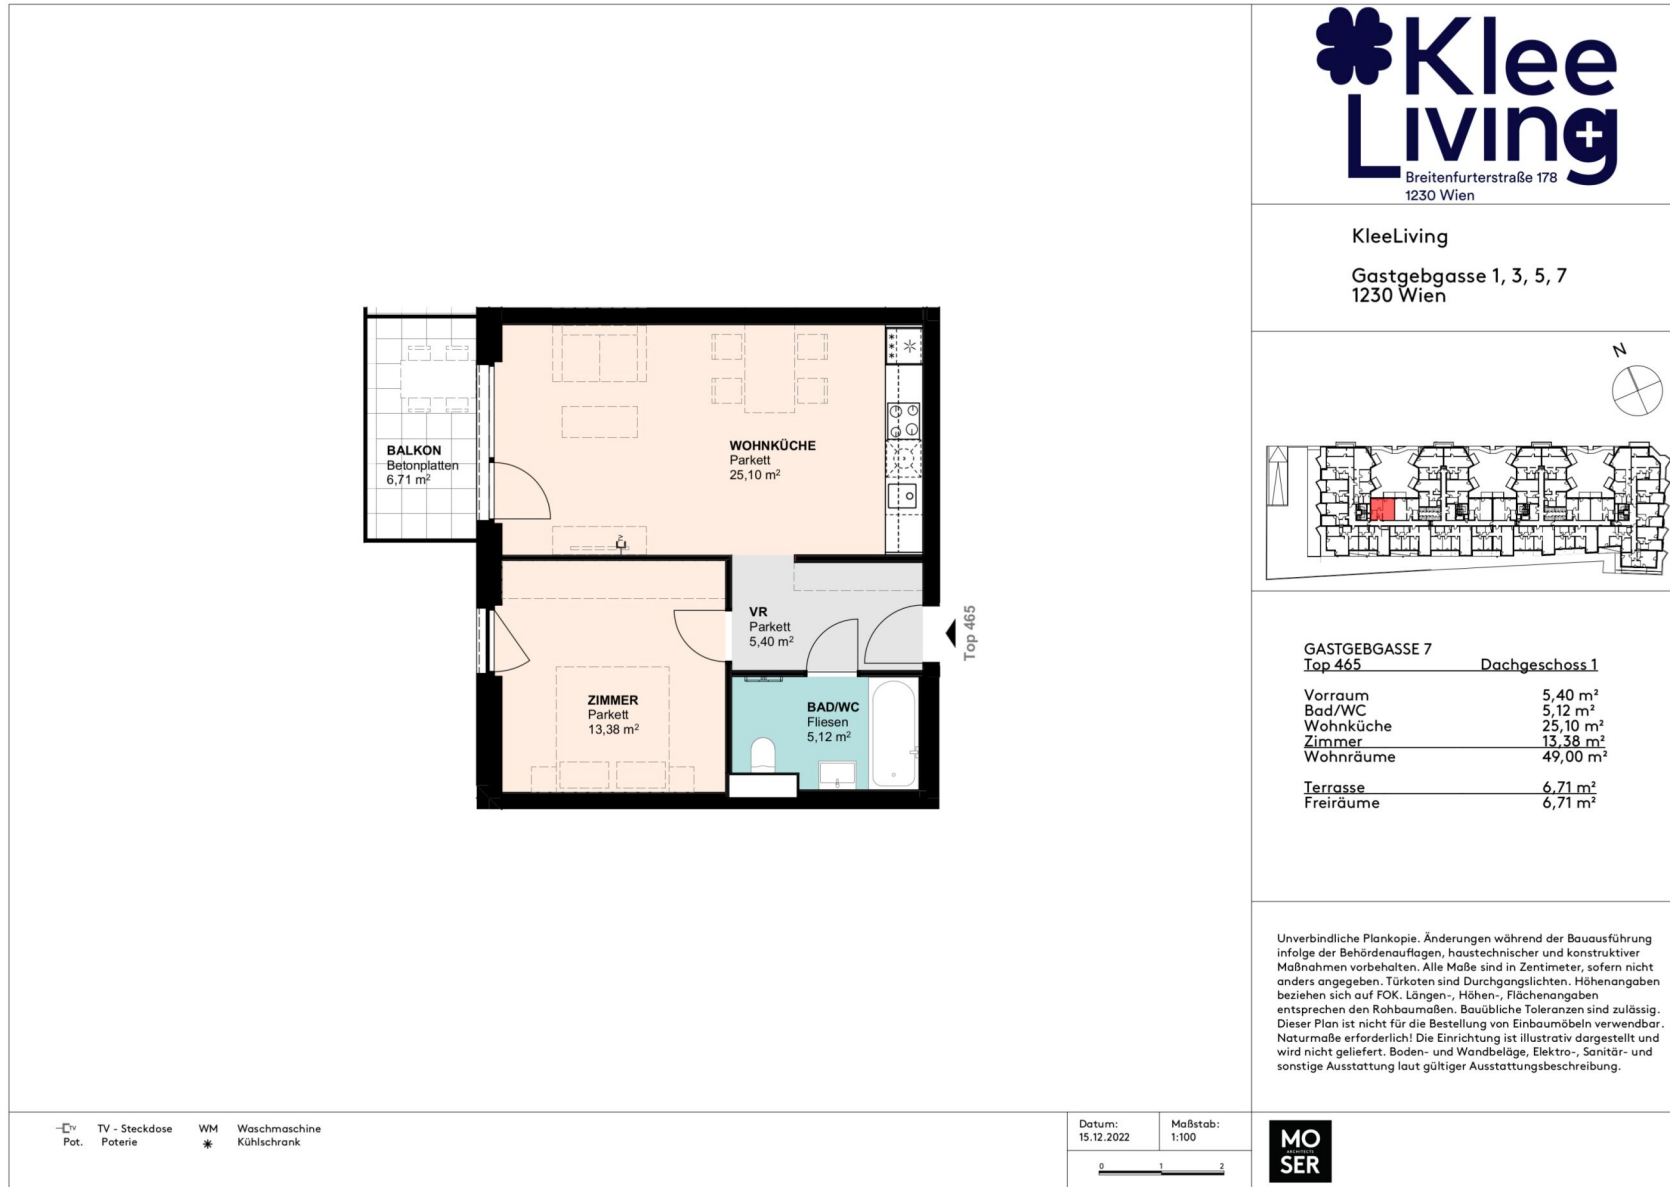 Klee
Living
Breitenfurterstraße 178
1230 Wien
KleeLiving
Gastgebgasse 1, 3, 5, 7
1230 Wien
N
BALKON
Betonplatten
6,71 m²
WOHNKÜCHE
Parkett
25,10 m²
TV
VR
Parkett
5,40 m²
Top 465
ZIMMER
Parkett
13,38 m²
BAD/WC
Fliesen
5,12 m²
GASTGEBGASSE 7
Top 465 Dachgeschoss 1
Vorraum 5,40 m²
Bad/WC 5,12 m²
Wohnküche 25,10 m²
Zimmer 13,38 m²
Wohnräume 49,00 m²
Terrasse 6,71 m²
Freiräume 6,71 m²
Unverbindliche Plankopie. Änderungen während der Bauausführung
infolge der Behördenauflagen, haustechnischer und konstruktiver
Maßnahmen vorbehalten. Alle Maße sind in Zentimeter, sofern nicht
anders angegeben. Türkoten sind Durchgangslichten. Höhenangaben
beziehen sich auf FOK. Längen-, Höhen-, Flächenangaben
entsprechen den Rohbaumaßen. Bauübliche Toleranzen sind zulässig.
Dieser Plan ist nicht für die Bestellung von Einbaumöbeln verwendbar.
Naturmaße erforderlich! Die Einrichtung ist illustrativ dargestellt und
wird nicht geliefert. Boden- und Wandbeläge, Elektro-, Sanitär- und
sonstige Ausstattung laut gültiger Ausstattungsbeschreibung.
TV TV - Steckdose WM Waschmaschine
Pot. Poterie Kühlschrank
Datum:
15.12.2022
Maßstab:
1:100
0 1 2
MO
ARCHITECTS
SER